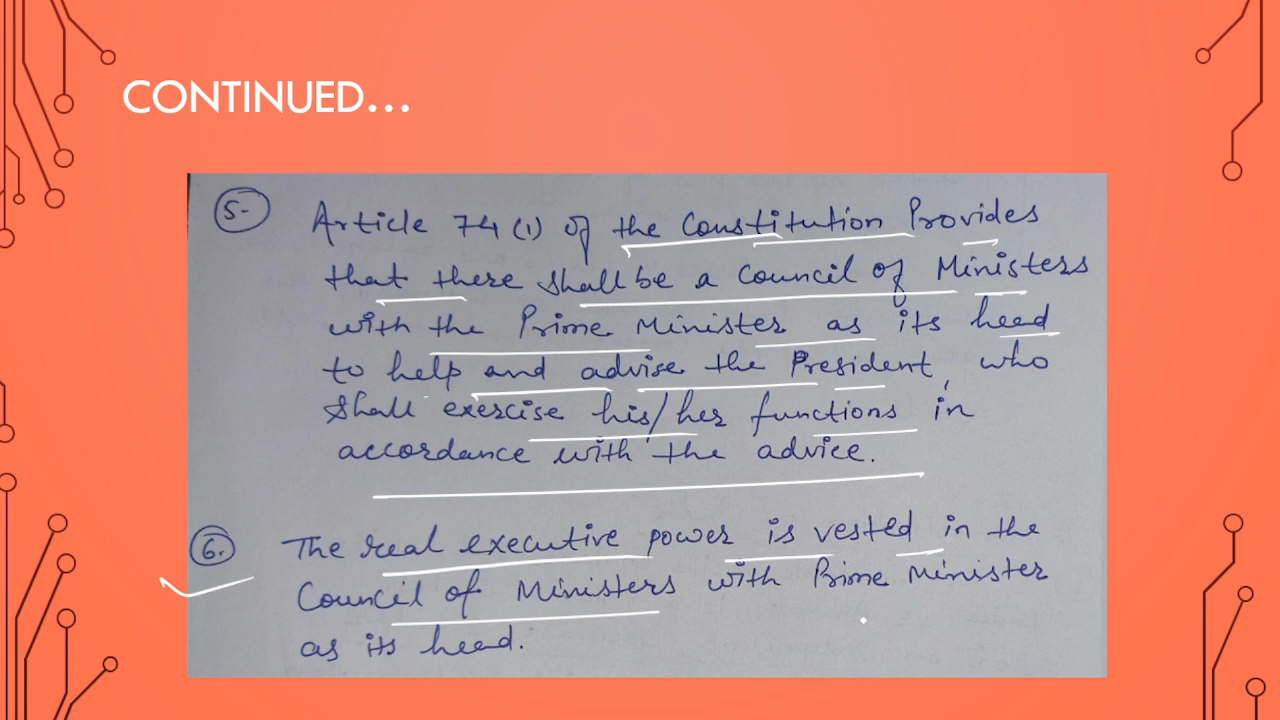 CONTINUED...
5- Article 74 (1) of the Constitution Provides
that there shall be a Council of Ministers
with the Prime Minister as its head
to help and advise the President, who
shall exercise his/her functions in
accordance with the advice.
6. The real executive power is vested in the
Council of Ministers with Prime Minister
as its head.